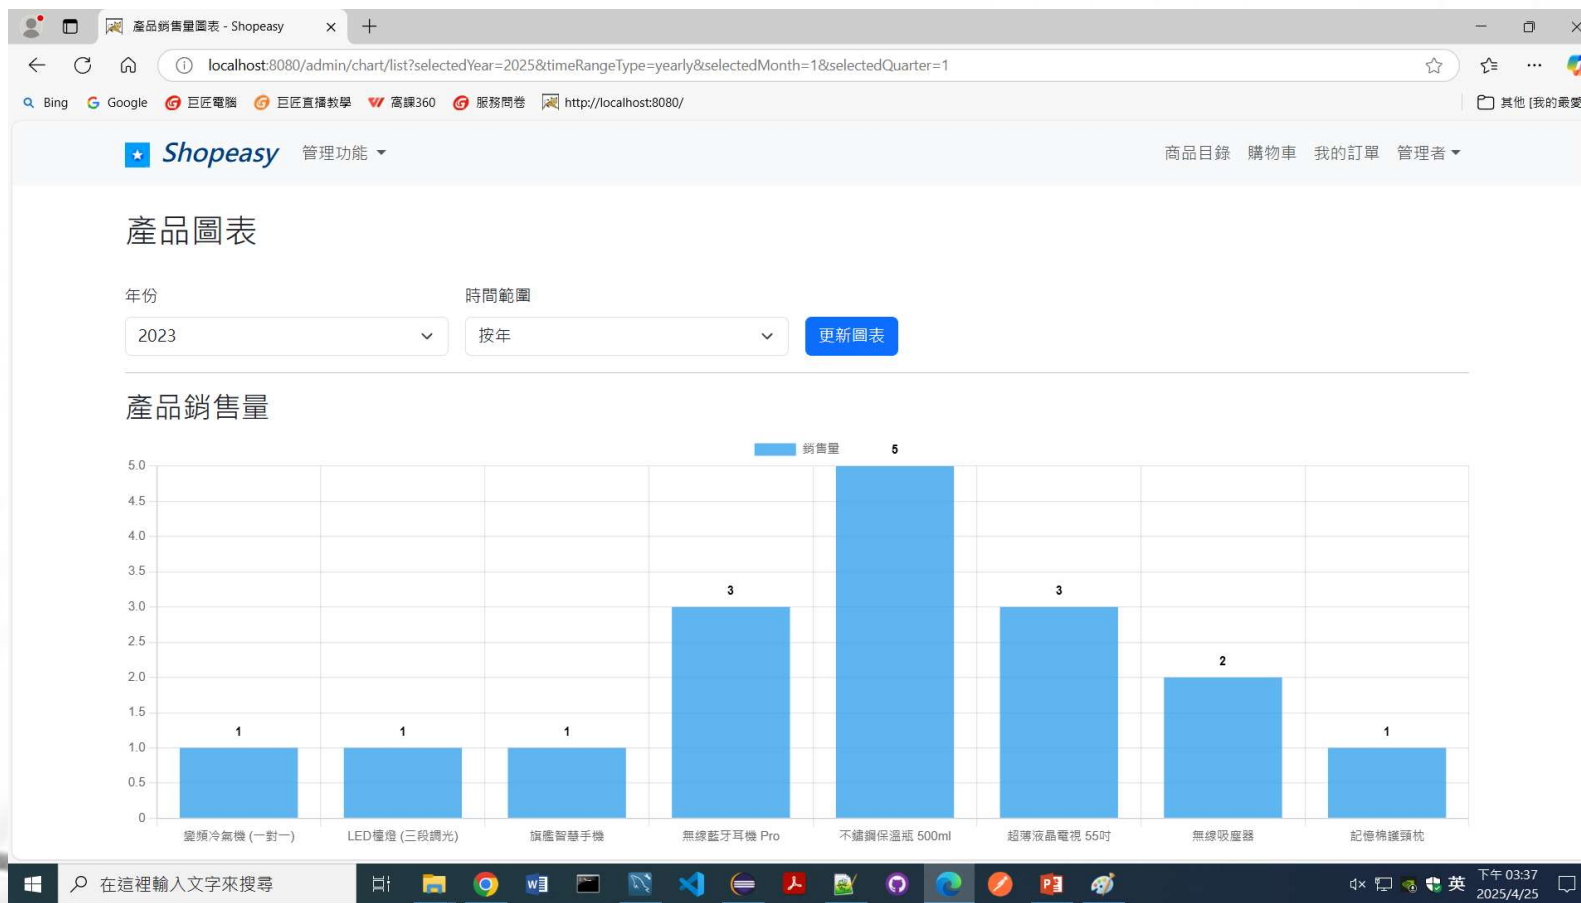 產品銷售量圖表 - Shopeasy
localhost:8080/admin/chart/list?selectedYear=2025&timeRangeType=yearly&selectedMonth=1&selectedQuarter=1
Bing Google 巨匠電腦 巨匠直播教學 窩課360 服務問卷 http://localhost:8080/ 其他 [我的最愛
Shopeasy 管理功能 商品目錄 購物車 我的訂單 管理者
產品圖表
年份 時間範圍
2023 按年 更新圖表
產品銷售量
銷售量 5
5.0
4.5
4.0
3.5
3 3
3.0
2.5
2
2.0
1.5
1 1 1 1
1.0
0.5
0
變頻冷氣機 (一對一) LED檯燈 (三段調光) 旗艦智慧手機 無線藍牙耳機 Pro 不鏽鋼保溫瓶 500ml 超薄液晶電視 55吋 無線吸塵器 記憶棉護頸枕
在這裡輸入文字來搜尋 英 下午 03:37
2025/4/25